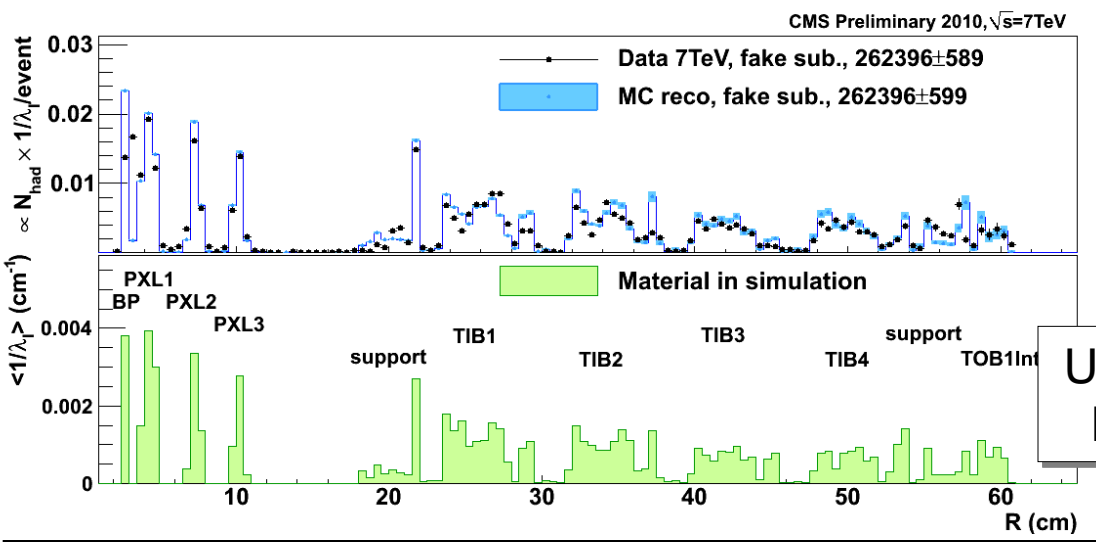 CMS Preliminary 2010,√s=7TeV
∝ N_had × 1/λ_I/event
0.03
0.02
0.01
Data 7TeV, fake sub., 262396±589
MC reco, fake sub., 262396±599
<1/λ_I> (cm⁻¹)
0.004
0.002
0
Material in simulation
PXL1
BP PXL2
PXL3
support
TIB1
TIB2
TIB3
TIB4
support
TOB1Int
U
10 20 30 40 50 60
R (cm)